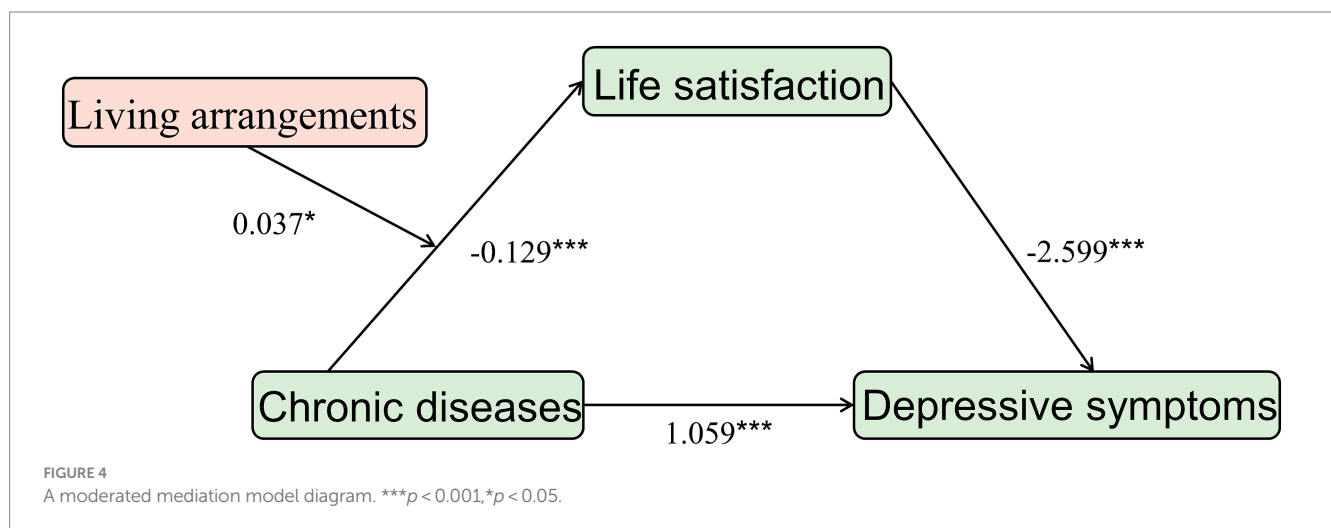 Life satisfaction
Living arrangements
0.037*
-0.129***
-2.599***
Chronic diseases
Depressive symptoms
1.059***
FIGURE 4
A moderated mediation model diagram. ***p < 0.001,*p < 0.05.